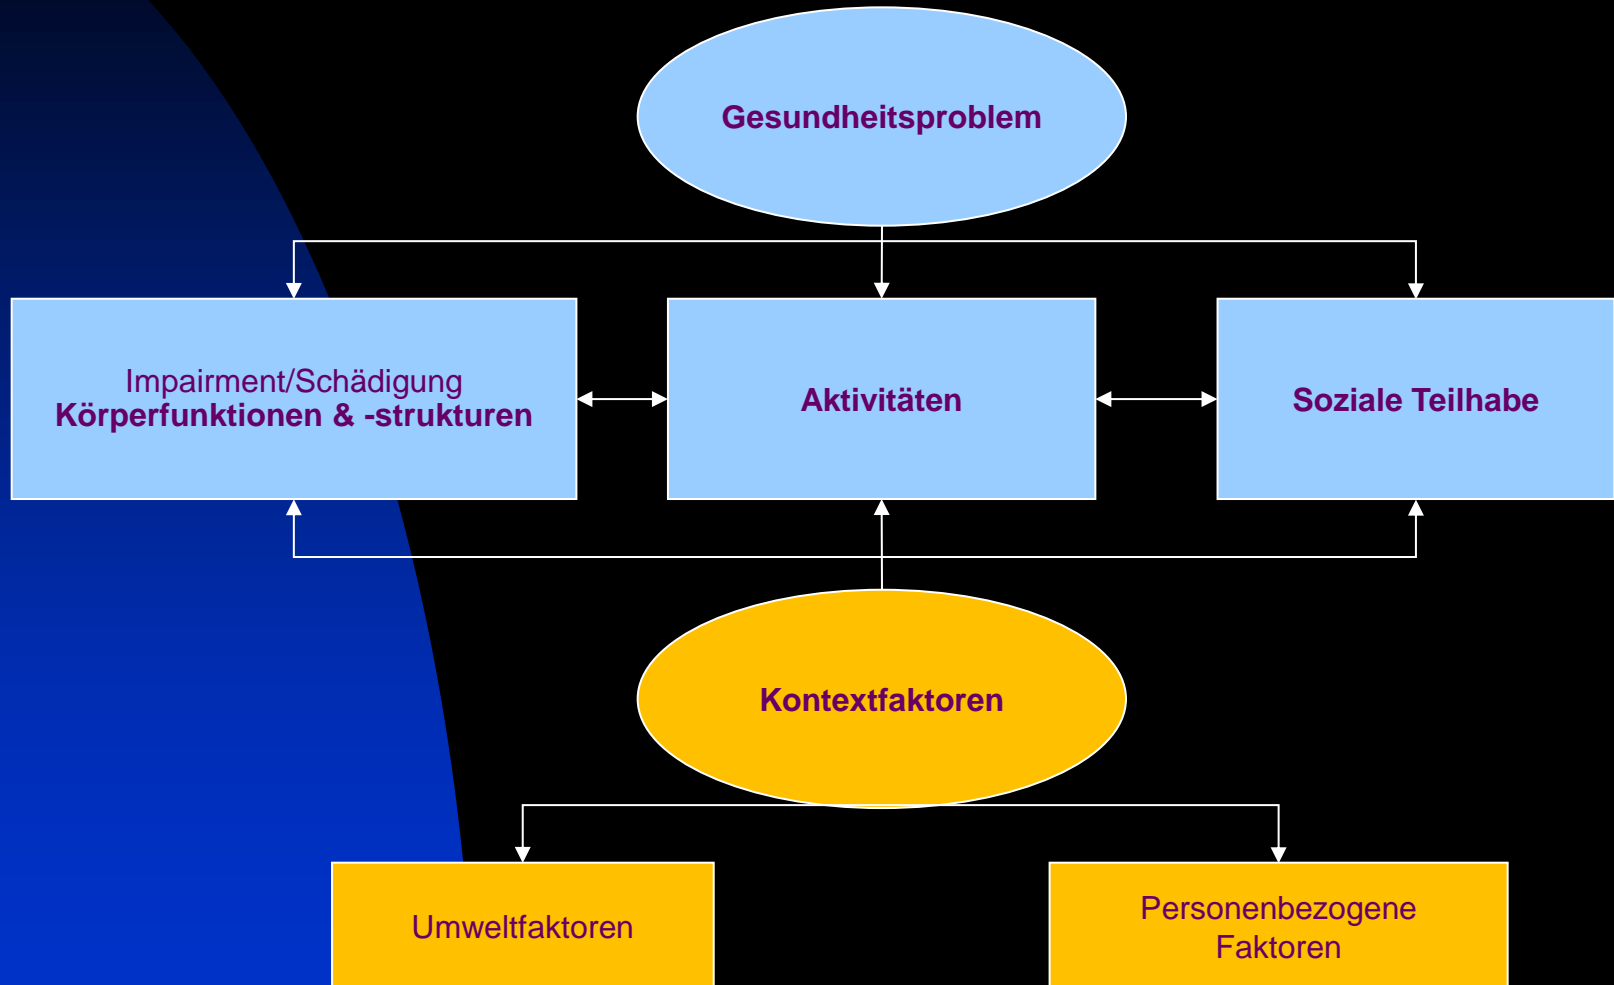 Gesundheitsproblem
Impairment/Schädigung
Körperfunktionen & -strukturen
Aktivitäten
Soziale Teilhabe
Kontextfaktoren
Umweltfaktoren
Personenbezogene
Faktoren